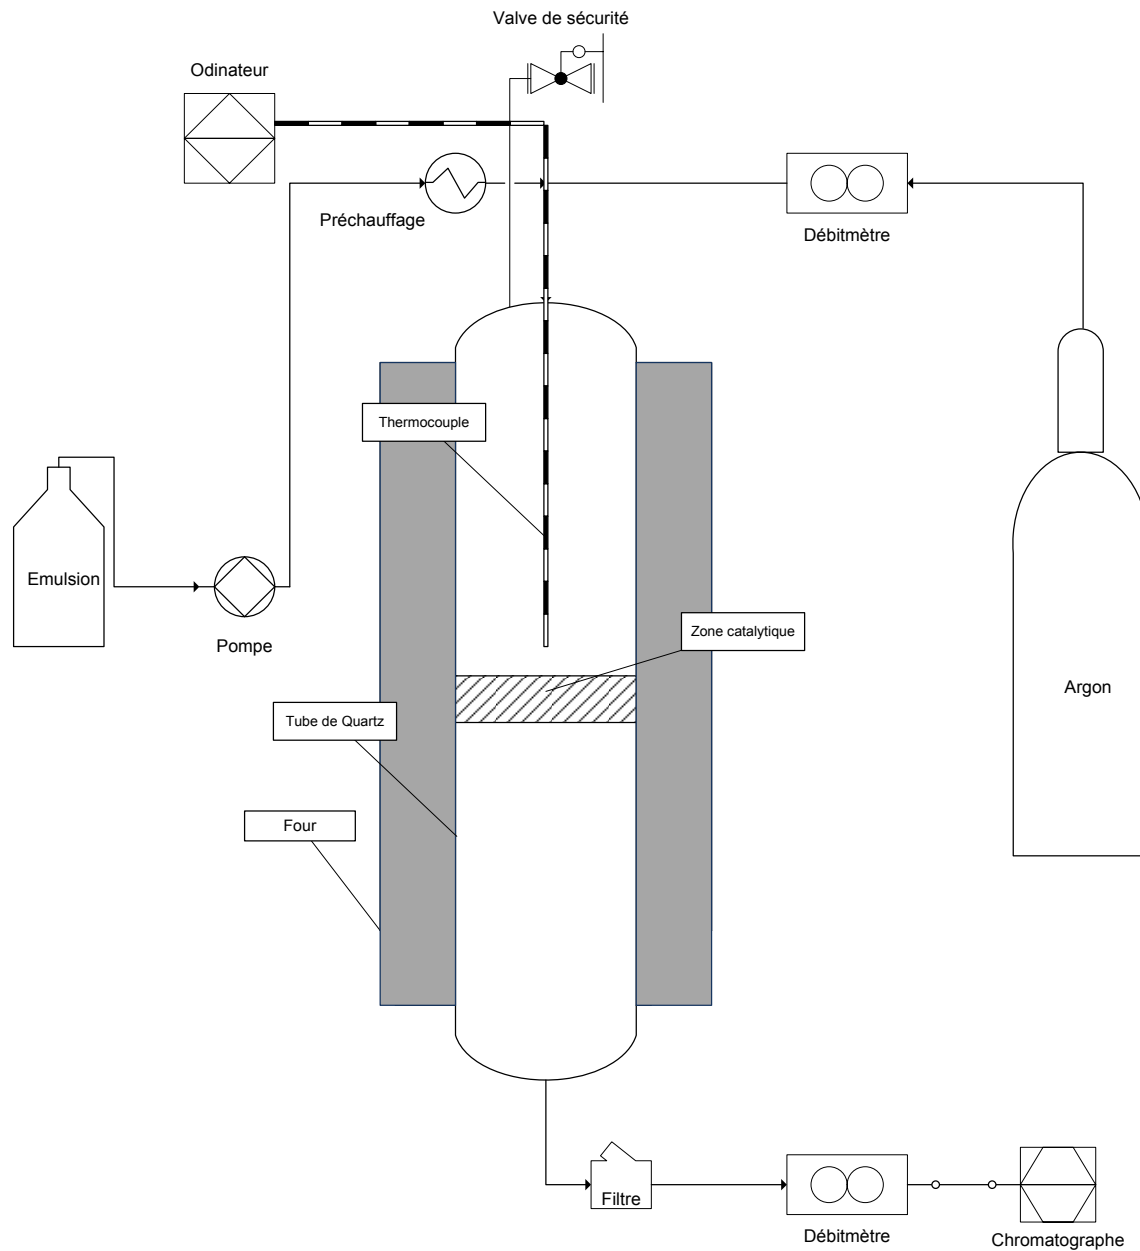 Valve de sécurité
Odinateur
Préchauffage
Débitmètre
Thermocouple
Emulsion
Pompe
Zone catalytique
Argon
Tube de Quartz
Four
Filtre
Débitmètre
Chromatographe